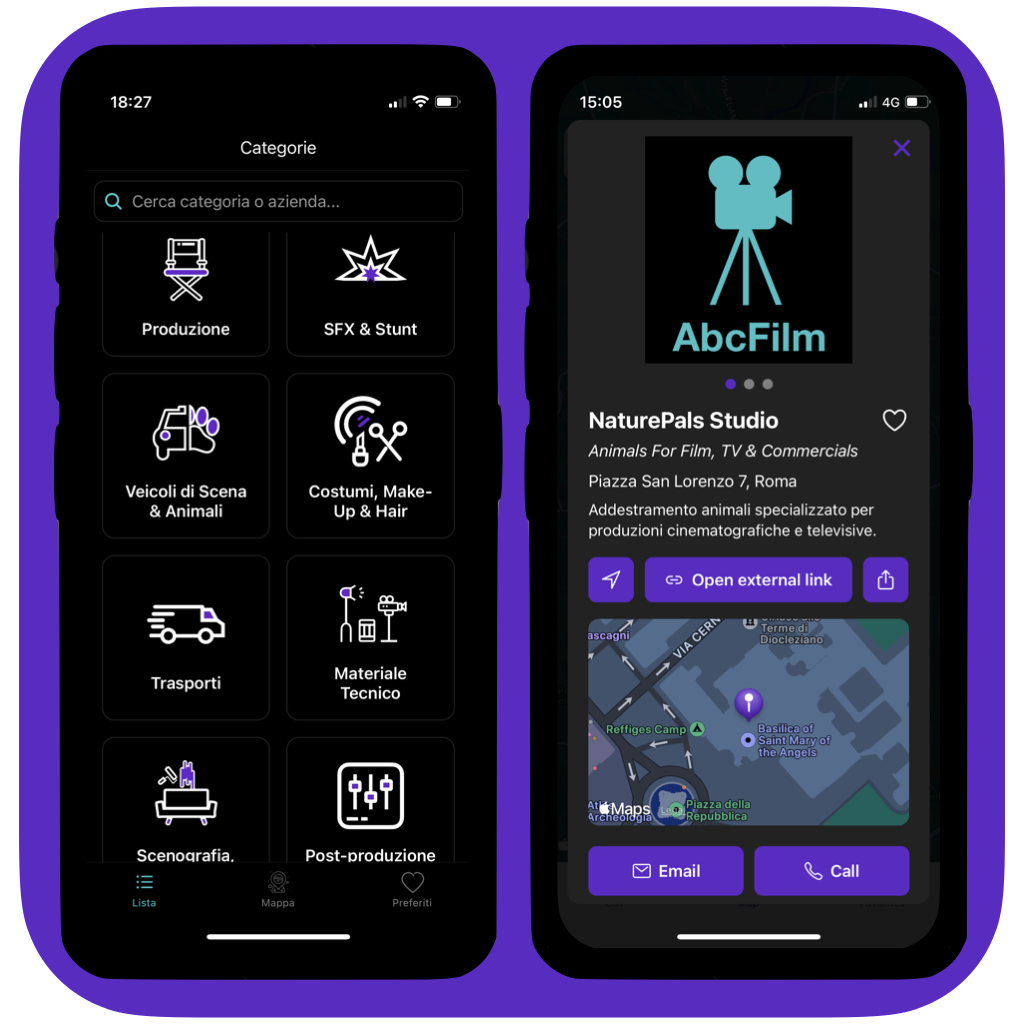 18:27
Categorie
Cerca categoria o azienda...
Produzione
SFX & Stunt
Veicoli di Scena
& Animali
Costumi, Make-
Up & Hair
Trasporti
Materiale
Tecnico
Scenografia,
Post-produzione
Lista
Mappa
Preferiti
15:05
4G
AbcFilm
NaturePals Studio
Animals For Film, TV & Commercials
Piazza San Lorenzo 7, Roma
Addestramento animali specializzato per
produzioni cinematografiche e televisive.
Open external link
ascagni
VIA CERN
Terme di
Diocleziano
Reffiges Camp
Basilica of
Saint Mary of
the Angels
Maps
Archeologia
Piazza della
Repubblica
Email
Call